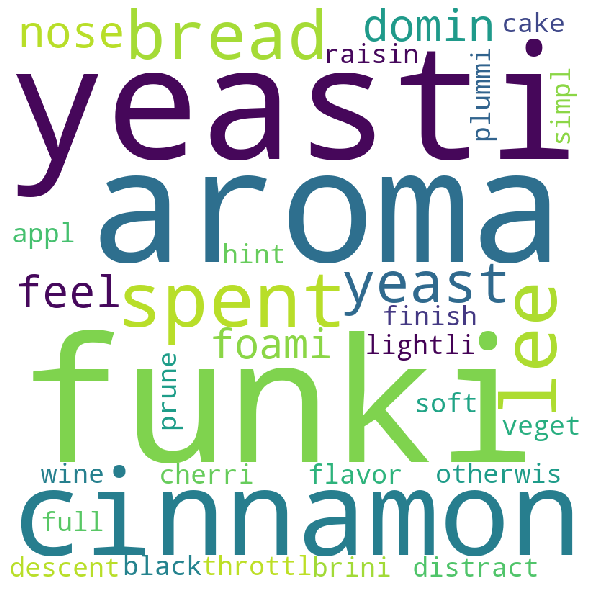 nose bread domin cake
raisin
plummi
simpl
yeasti
aroma
appl
hint
feel spent yeast lee
finish
foami lightli
prune
funki
soft
veget
wine cherri flavor otherwis
cinnamon
full
descent black throttl brini distract